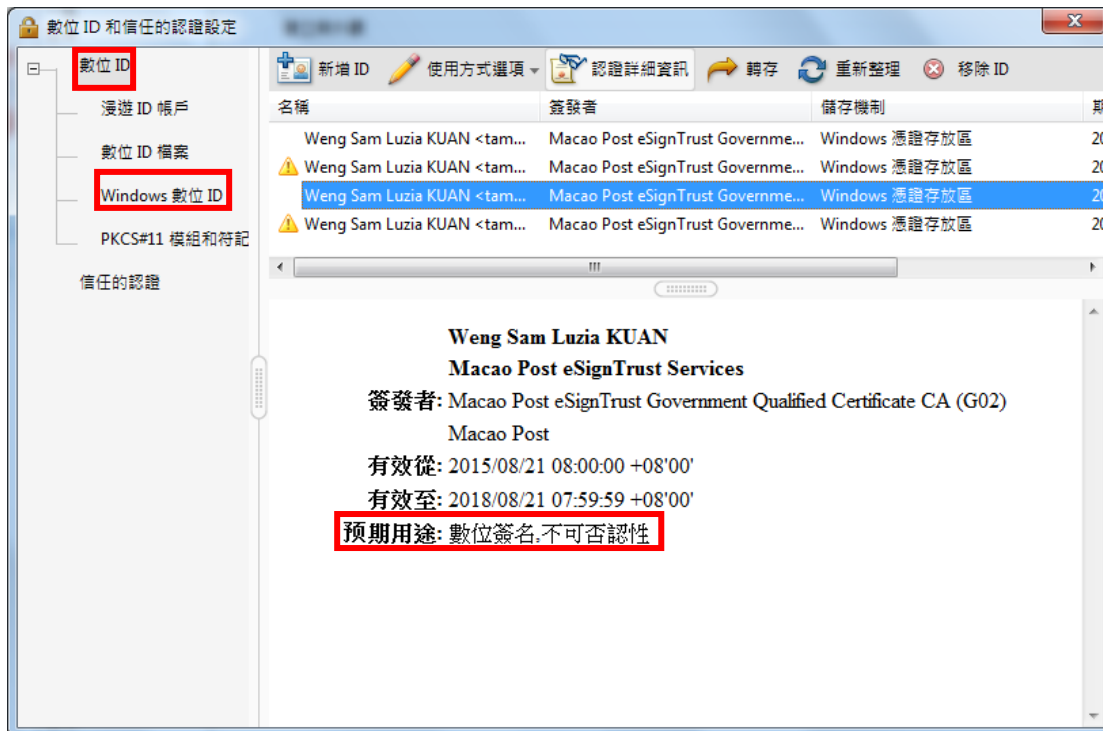 數位 ID 和信任的認證設定
數位 ID
漫遊 ID 帳戶
數位 ID 檔案
Windows 數位 ID
PKCS#11 模組和符記
信任的認證
新增 ID 使用方式選項 認證詳細資訊 轉存 重新整理 移除 ID
名稱 簽發者 儲存機制 期
Weng Sam Luzia KUAN <tam... Macao Post eSignTrust Governme... Windows 憑證存放區 20
Weng Sam Luzia KUAN <tam... Macao Post eSignTrust Governme... Windows 憑證存放區 20
Weng Sam Luzia KUAN <tam... Macao Post eSignTrust Governme... Windows 憑證存放區 20
Weng Sam Luzia KUAN <tam... Macao Post eSignTrust Governme... Windows 憑證存放區 20
Weng Sam Luzia KUAN
Macao Post eSignTrust Services
簽發者: Macao Post eSignTrust Government Qualified Certificate CA (G02)
Macao Post
有效從: 2015/08/21 08:00:00 +08'00'
有效至: 2018/08/21 07:59:59 +08'00'
预期用途: 數位簽名,不可否認性